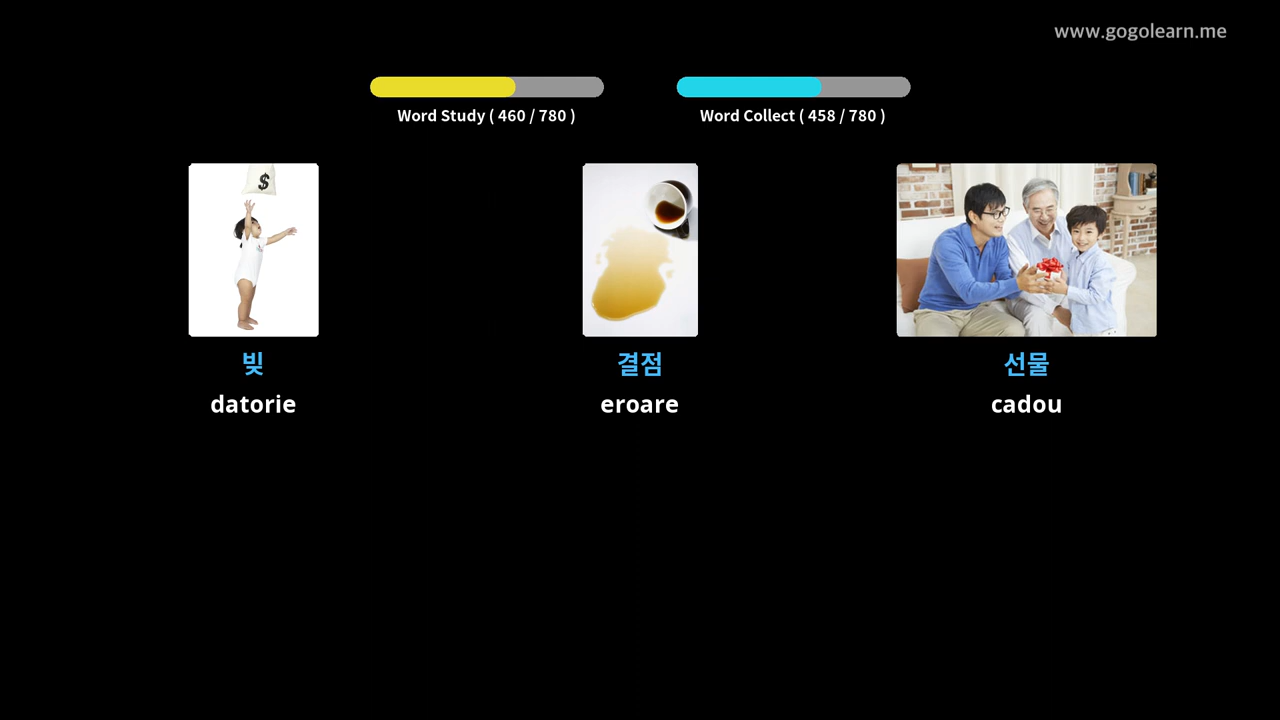 www.gogolearn.me
Word Study ( 460 / 780 )
Word Collect ( 458 / 780 )
$
빚
결점
선물
datorie
eroare
cadou